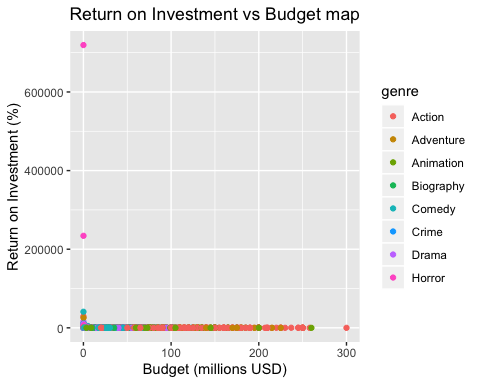 Return on Investment vs Budget map
Return on Investment (%)
600000
400000
200000
0
0 100 200 300
Budget (millions USD)
genre
Action
Adventure
Animation
Biography
Comedy
Crime
Drama
Horror